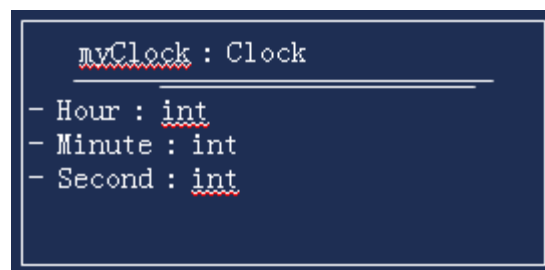 myClock : Clock
- Hour : int
- Minute : int
- Second : int